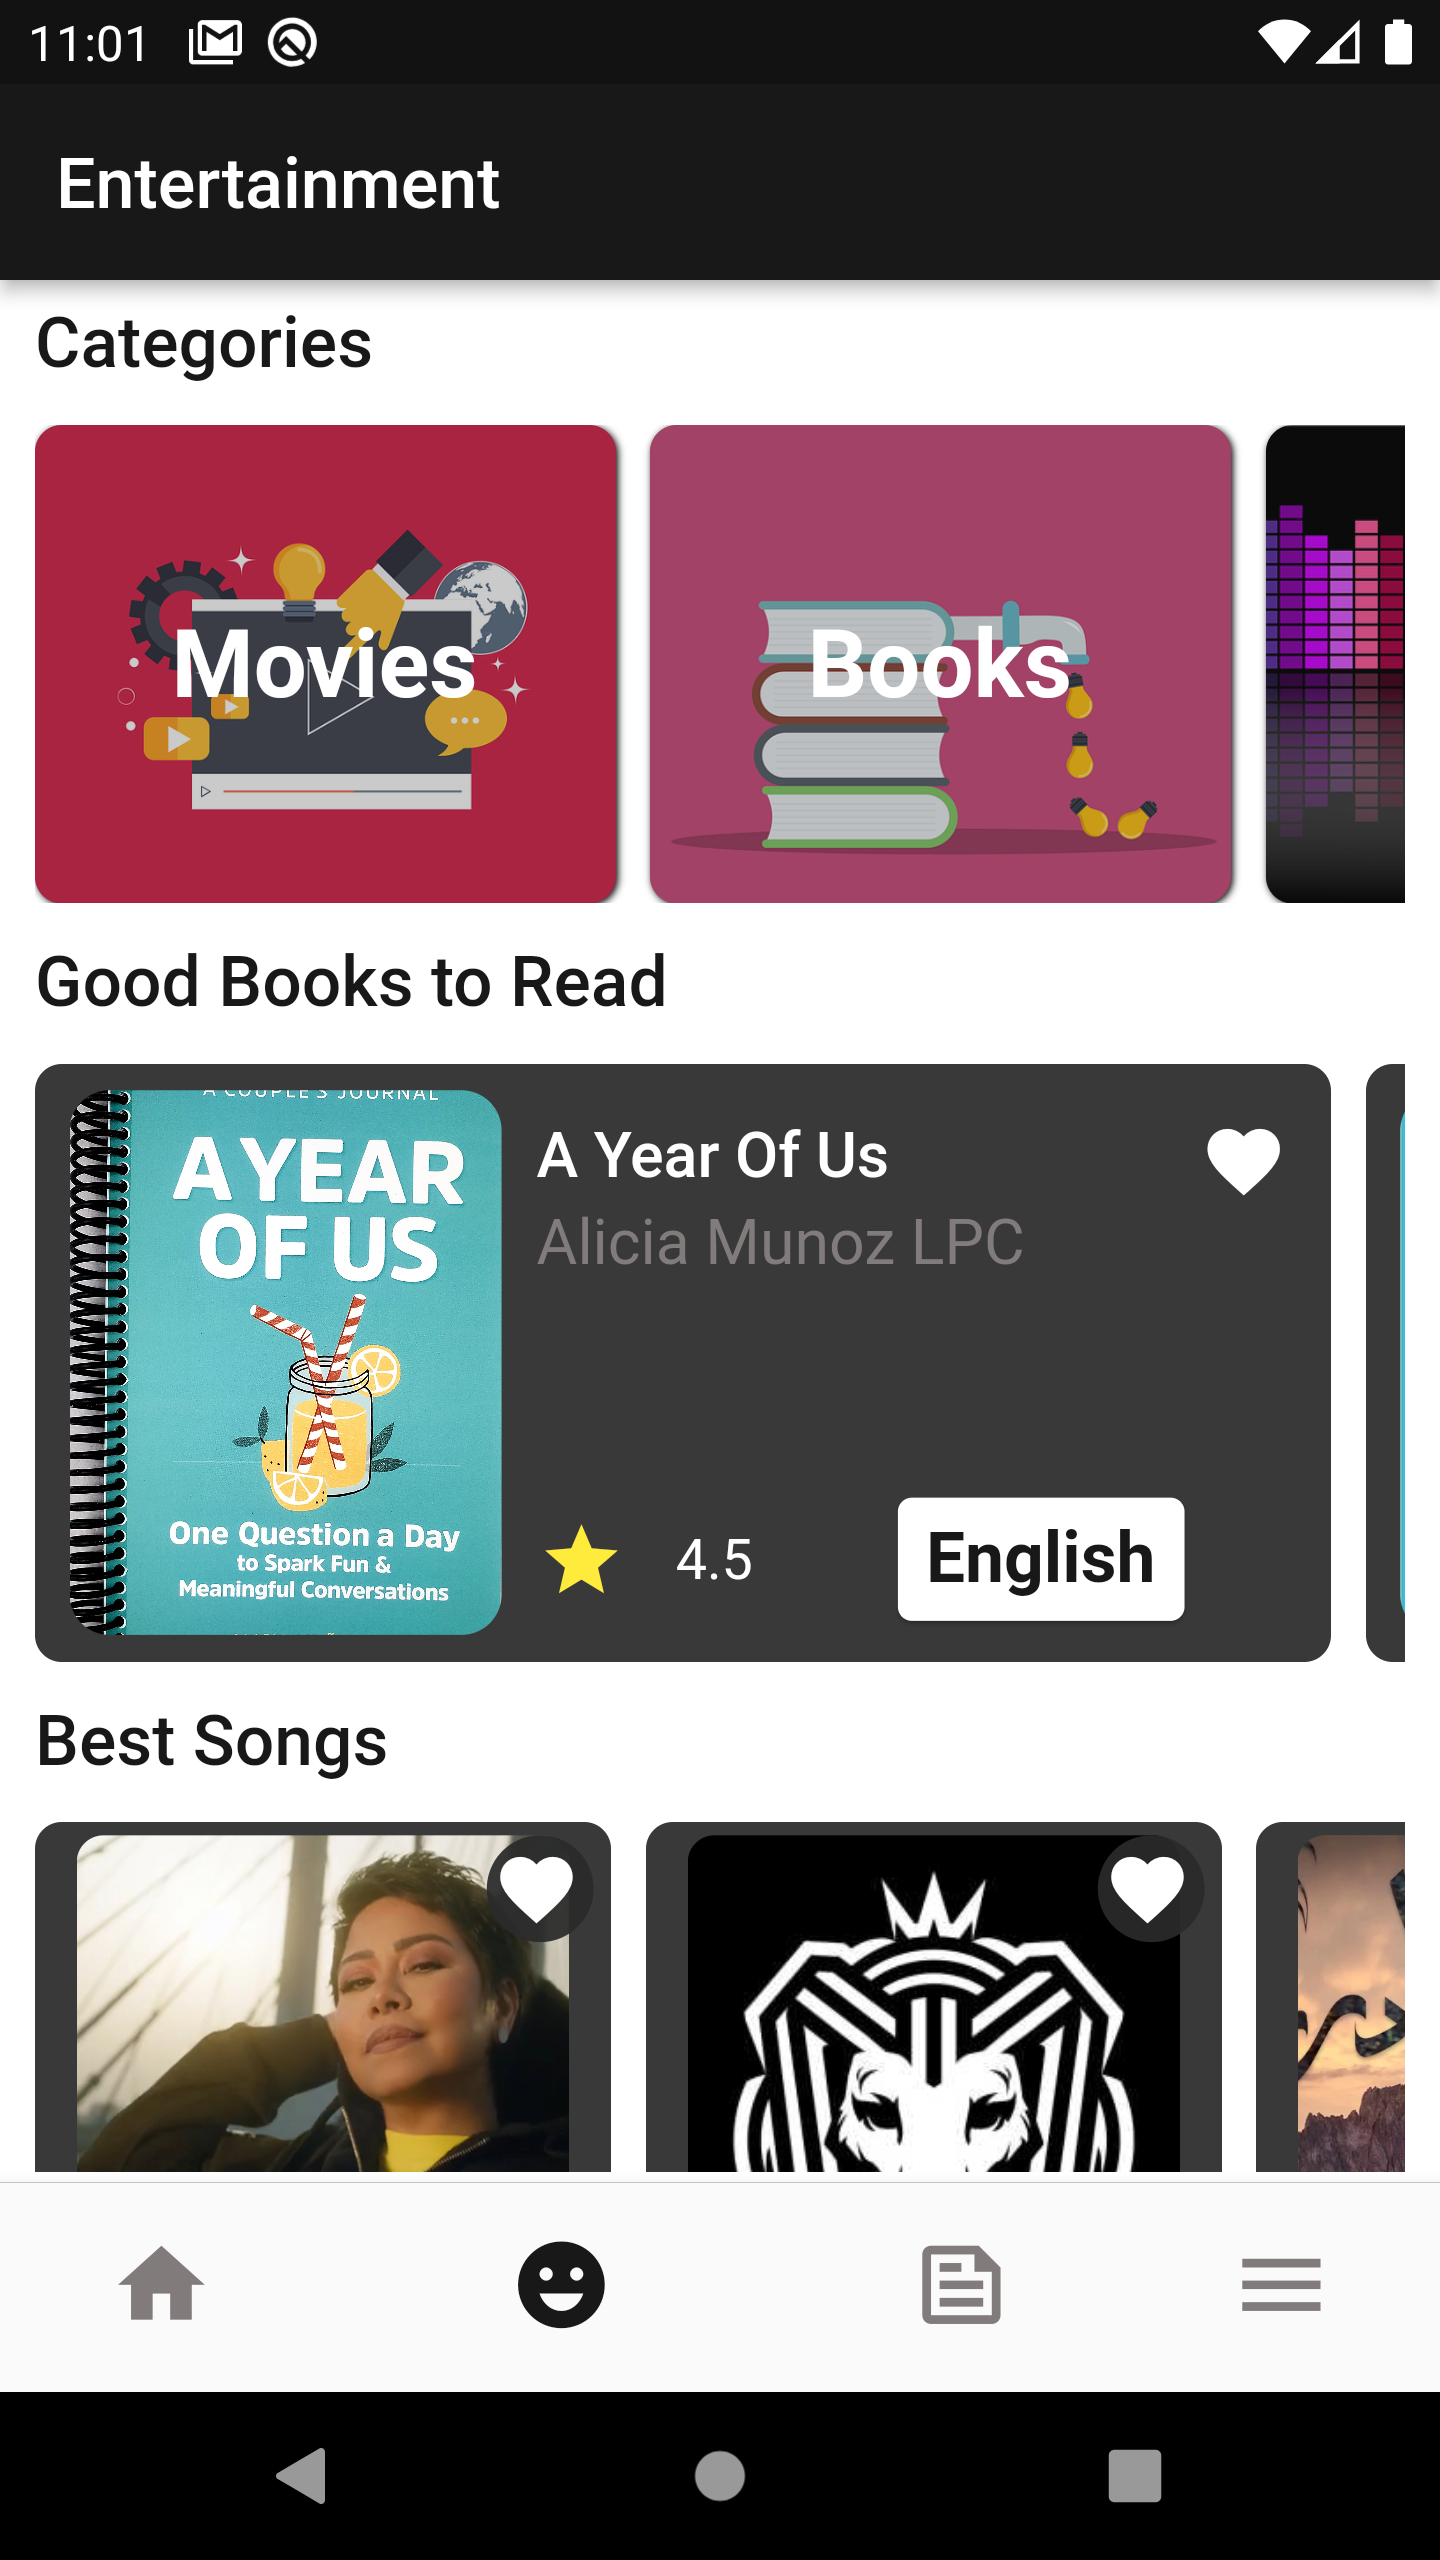 11:01
Entertainment
Categories
Movies
Books
Good Books to Read
A COUPLE'S JOURNAL
A YEAR
OF US
One Question a Day
to Spark Fun &
Meaningful Conversations
A Year Of Us
Alicia Munoz LPC
4.5
English
Best Songs